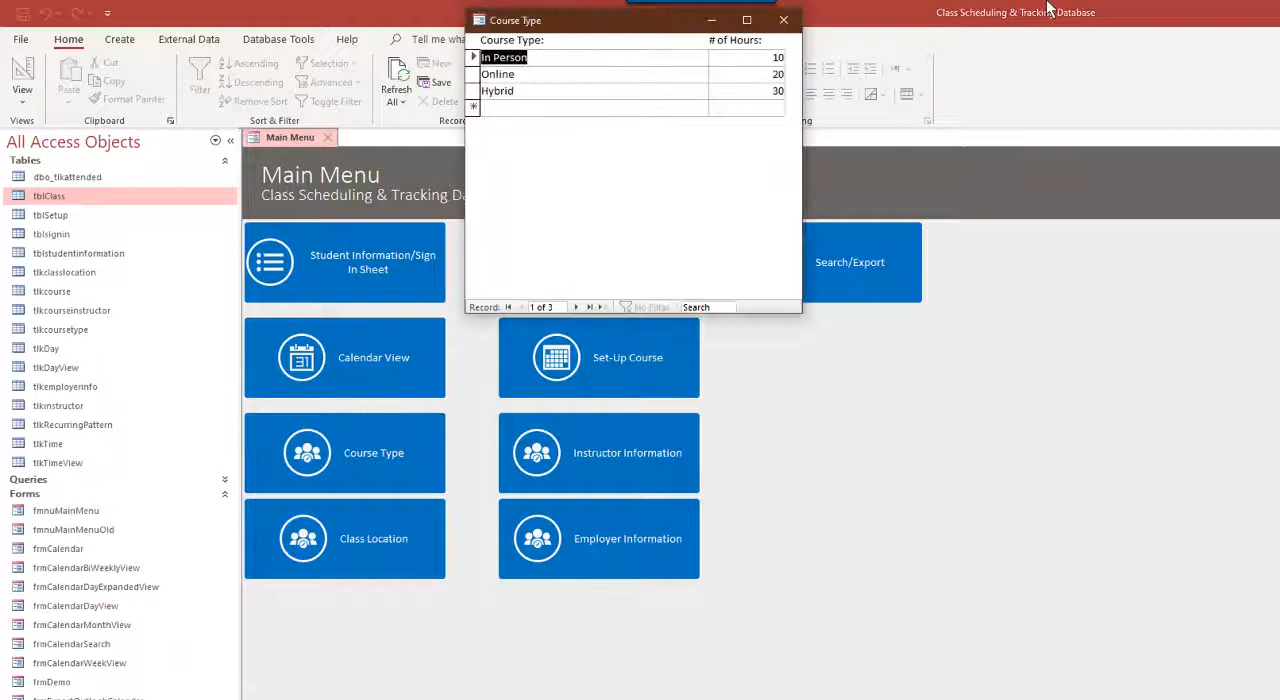 Class Scheduling & Tracking Database
File
Home
Create
External Data
Database Tools
Help
Tell me
View
Views
Paste
Cut
Copy
Format Painter
Clipboard
Filter
Ascending
Descending
Remove Sort
Selection
Advanced
Toggle Filter
Sort & Filter
Refresh
All
New
Save
Delete
Course Type
Course Type:
# of Hours:
In Person
10
Online
20
Hybrid
30
Record:
1 of 3
No Filter
Search
All Access Objects
Tables
dbo_tlkattended
tblClass
tblSetup
tblsignin
tblstudentinformation
tlkclasslocation
tlkcourse
tlkcourseinstructor
tlkcoursetype
tlkDay
tlkDayView
tlkemployerinfo
tlkinstructor
tlkRecurringPattern
tlkTime
tlkTimeView
Queries
Forms
fmnuMainMenu
fmnuMainMenuOld
frmCalendar
frmCalendarBiWeeklyView
frmCalendarDayExpandedView
frmCalendarDayView
frmCalendarMonthView
frmCalendarSearch
frmCalendarWeekView
frmDemo
Main Menu
Main Menu
Class Scheduling & Tracking
Student Information/Sign
In Sheet
Search/Export
31
Calendar View
Set-Up Course
Course Type
Instructor Information
Class Location
Employer Information